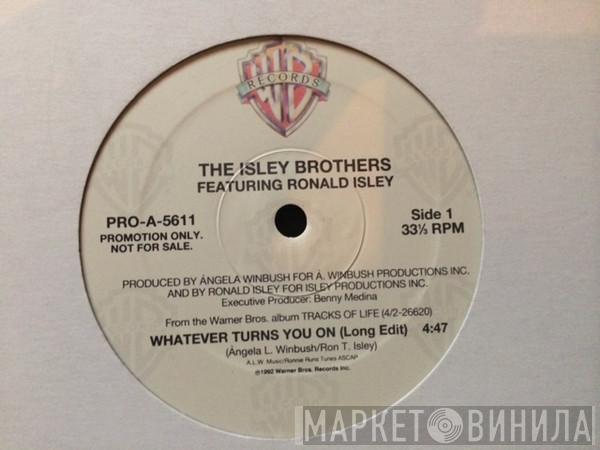 WB
RECORDS
THE ISLEY BROTHERS
FEATURING RONALD ISLEY
PRO-A-5611
PROMOTION ONLY.
NOT FOR SALE.
Side 1
33⅓ RPM
PRODUCED BY ÁNGELA WINBUSH FOR Á. WINBUSH PRODUCTIONS INC.
AND BY RONALD ISLEY FOR ISLEY PRODUCTIONS INC.
Executive Producer: Benny Medina
From the Warner Bros. album TRACKS OF LIFE (4/2-26620)
WHATEVER TURNS YOU ON (Long Edit) 4:47
(Ángela L. Winbush/Ron T. Isley)
A.L.W. Music/Ronnie Runs Tunes ASCAP
℗1992 Warner Bros. Records Inc.
МАРКЕТ ВИНИЛА